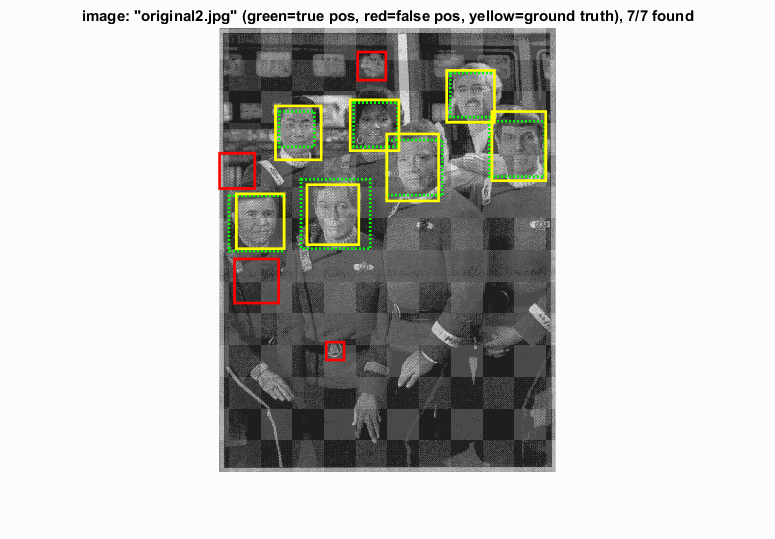 image: "original2.jpg" (green=true pos, red=false pos, yellow=ground truth), 7/7 found